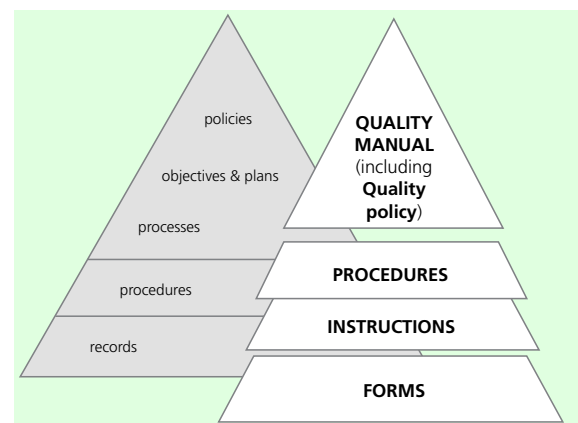 policies
objectives & plans
processes
procedures
records
QUALITY
MANUAL
(including
Quality
policy)
PROCEDURES
INSTRUCTIONS
FORMS